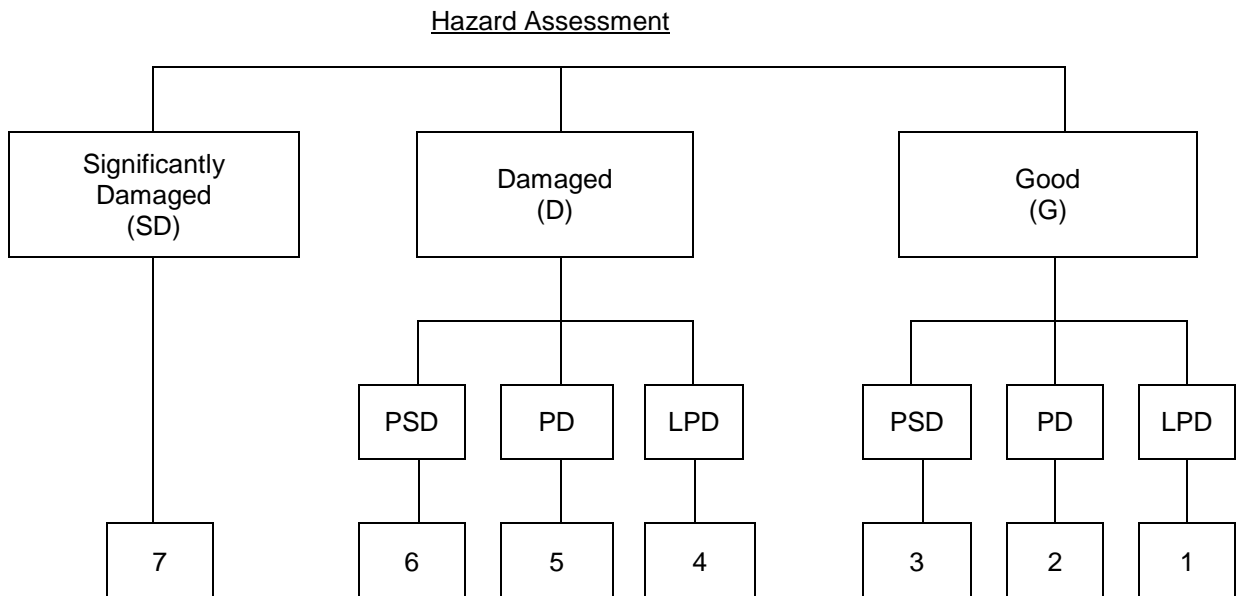 Hazard Assessment
Significantly
Damaged
(SD)
Damaged
(D)
Good
(G)
PSD
PD
LPD
PSD
PD
LPD
7
6
5
4
3
2
1